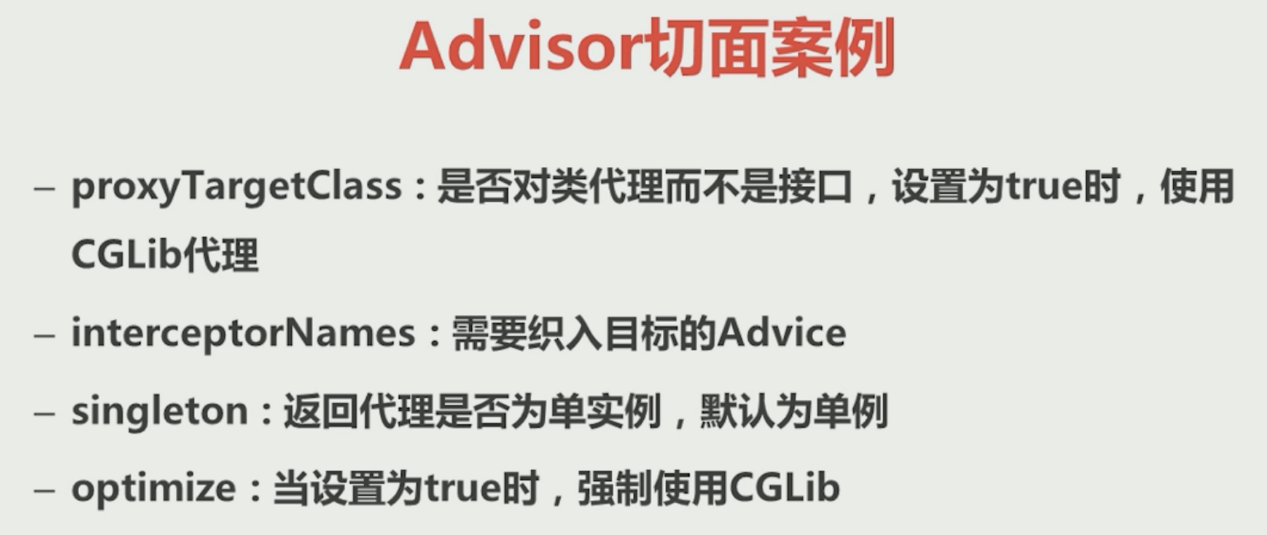 Advisor切面案例
– proxyTargetClass：是否对类代理而不是接口，设置为true时，使用
CGLib代理
– interceptorNames：需要织入目标的Advice
– singleton：返回代理是否为单实例，默认为单例
– optimize：当设置为true时，强制使用CGLib